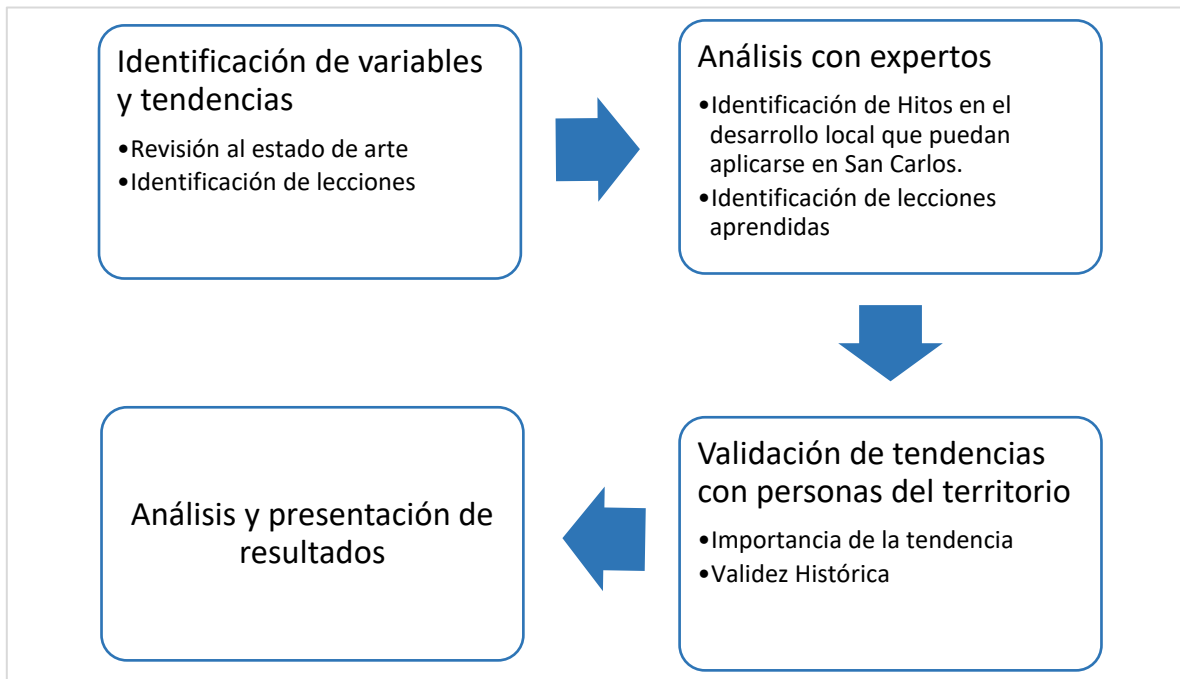 Identificación de variables
y tendencias
•Revisión al estado de arte
•Identificación de lecciones
Análisis con expertos
•Identificación de Hitos en el
desarrollo local que puedan
aplicarse en San Carlos.
•Identificación de lecciones
aprendidas
Validación de tendencias
con personas del territorio
•Importancia de la tendencia
•Validez Histórica
Análisis y presentación de
resultados